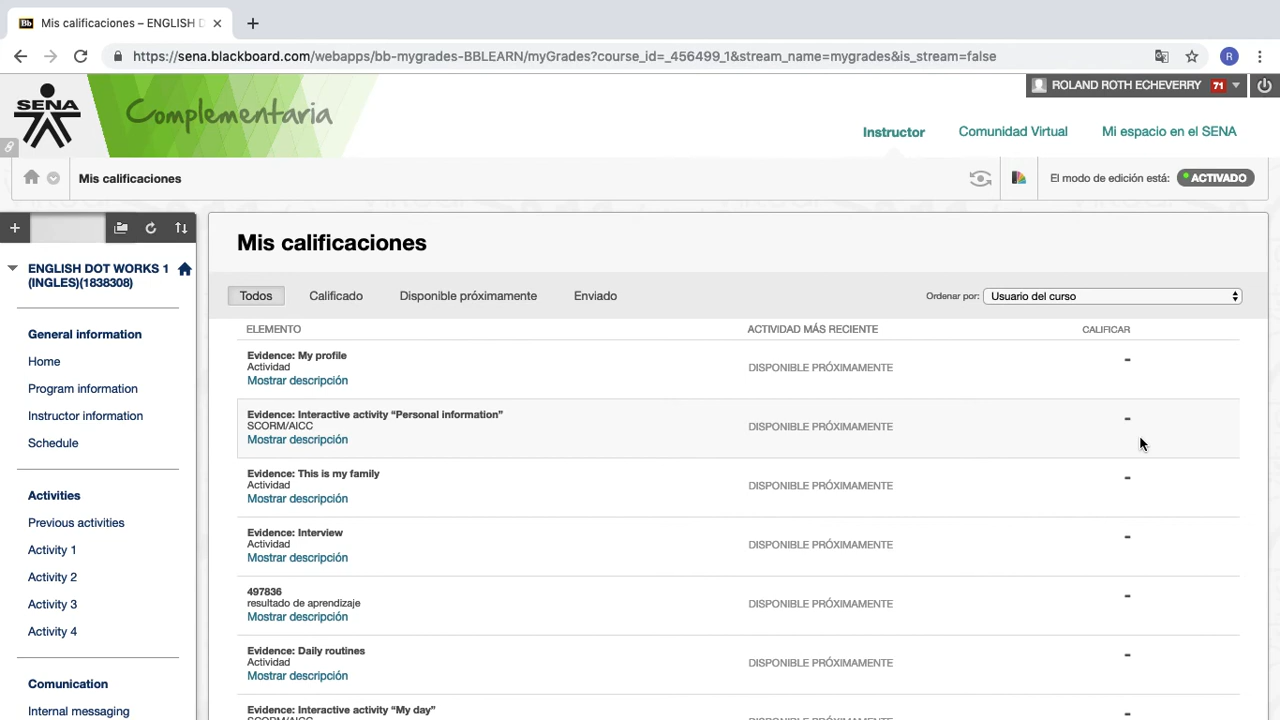 Mis calificaciones – ENGLISH D
https://sena.blackboard.com/webapps/bb-mygrades-BBLEARN/myGrades?course_id=_456499_1&stream_name=mygrades&is_stream=false
R
SENA
Complementaria
ROLAND ROTH ECHEVERRY 71
Instructor
Comunidad Virtual
Mi espacio en el SENA
Mis calificaciones
El modo de edición está: ACTIVADO
ENGLISH DOT WORKS 1
(INGLES)(1838308)
General information
Home
Program information
Instructor information
Schedule
Activities
Previous activities
Activity 1
Activity 2
Activity 3
Activity 4
Comunication
Internal messaging
Mis calificaciones
Todos Calificado Disponible próximamente Enviado
Ordenar por: Usuario del curso
ELEMENTO ACTIVIDAD MÁS RECIENTE CALIFICAR
Evidence: My profile
Actividad
Mostrar descripción
DISPONIBLE PRÓXIMAMENTE
-
Evidence: Interactive activity “Personal information”
SCORM/AICC
Mostrar descripción
DISPONIBLE PRÓXIMAMENTE
-
Evidence: This is my family
Actividad
Mostrar descripción
DISPONIBLE PRÓXIMAMENTE
-
Evidence: Interview
Actividad
Mostrar descripción
DISPONIBLE PRÓXIMAMENTE
-
497836
resultado de aprendizaje
Mostrar descripción
DISPONIBLE PRÓXIMAMENTE
-
Evidence: Daily routines
Actividad
Mostrar descripción
DISPONIBLE PRÓXIMAMENTE
-
Evidence: Interactive activity “My day”
SCORM/AICC
-